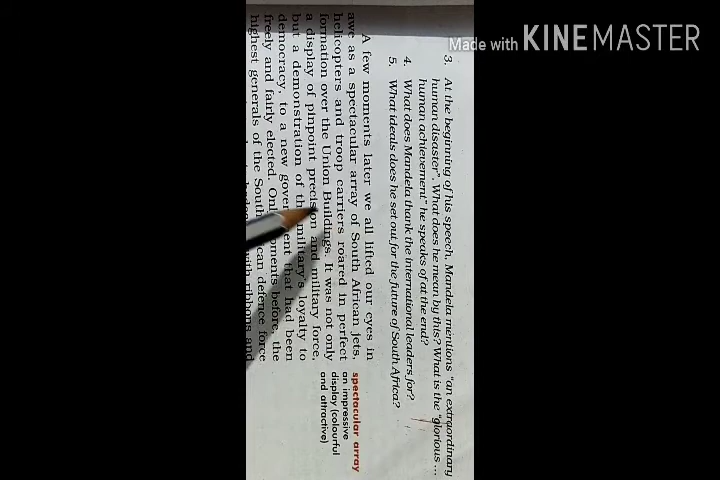 Made with KINEMASTER
3. At the beginning of his speech, Mandela mentions "an extraordinary
human disaster". What does he mean by this? What is the "glorious ...
human achievement" he speaks of at the end?
4. What does Mandela thank the international leaders for?
5. What ideals does he set out for the future of South Africa?
A few moments later we all lifted our eyes in
awe as a spectacular array of South African jets,
helicopters and troop carriers roared in perfect
formation over the Union Buildings. It was not only
a display of pinpoint precision and military force,
but a demonstration of the military's loyalty to
democracy, to a new government that had been
freely and fairly elected. Only moments before, the
highest generals of the South African defence force
with ribbons and
spectacular array
an impressive
display (colourful
and attractive)